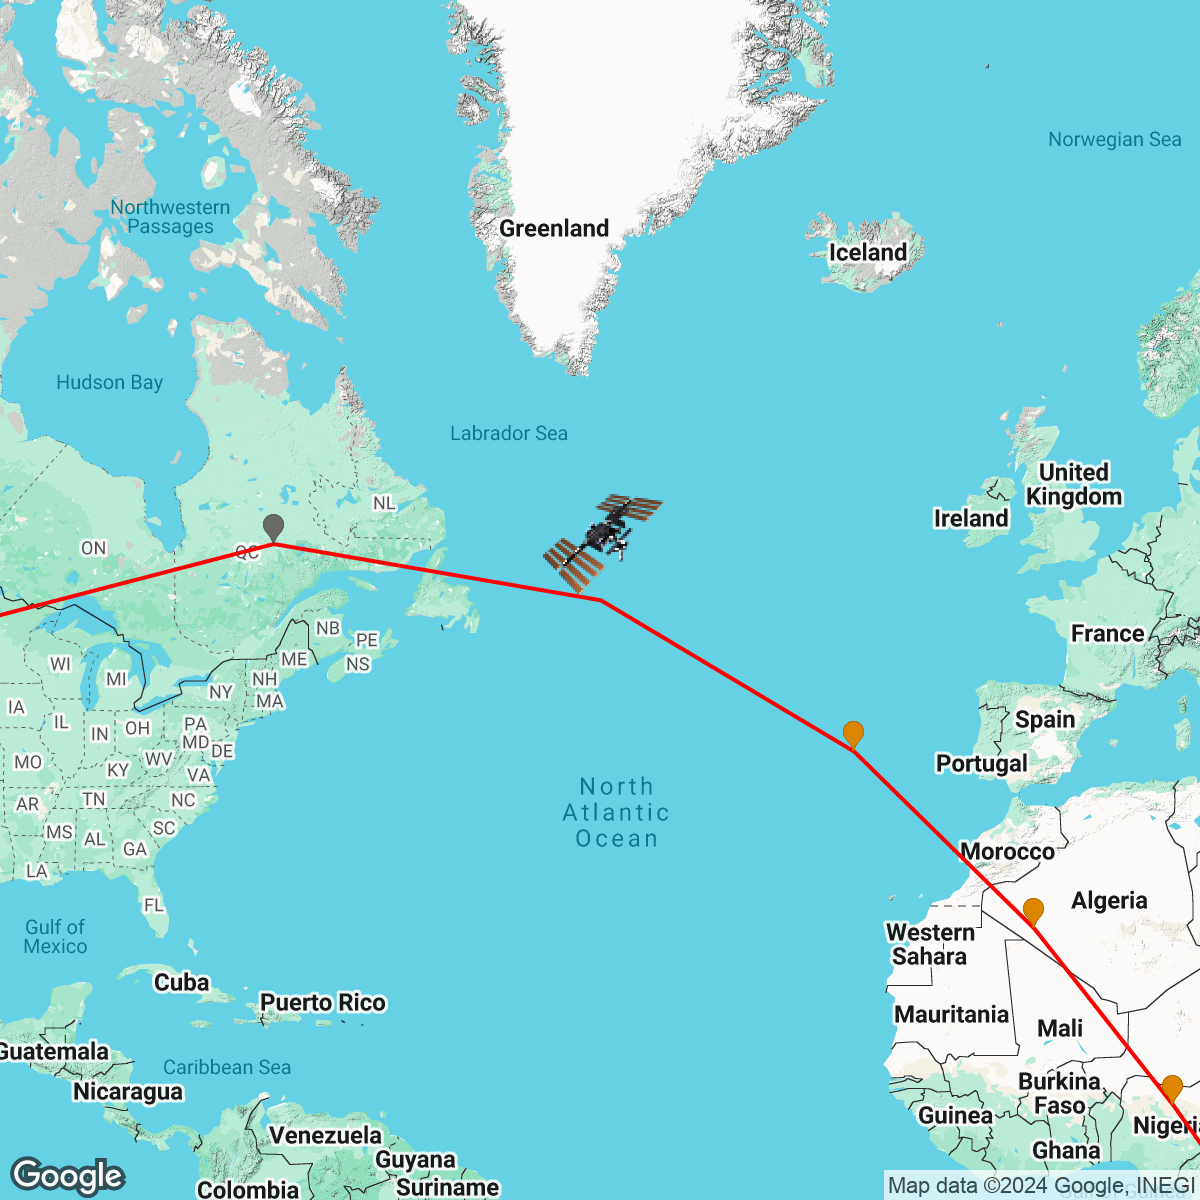 Norwegian Sea
Northwestern
Passages
Greenland
Iceland
Hudson Bay
Labrador Sea
United
Kingdom
NL
Ireland
ON
QC
France
NB
PE
ME
NS
WI
MI
NH
NY
MA
IA
IL
IN
OH
PA
MD
DE
Spain
Portugal
MO
KY
WV
VA
AR
TN
NC
MS
AL
SC
GA
LA
FL
North
Atlantic
Ocean
Morocco
Algeria
Western
Sahara
Gulf of
Mexico
Cuba
Puerto Rico
Mauritania
Mali
Guatemala
Caribbean Sea
Nicaragua
Burkina
Faso
Guinea
Nigeria
Ghana
Venezuela
Guyana
Suriname
Colombia
Google
Map data ©2024 Google, INEGI